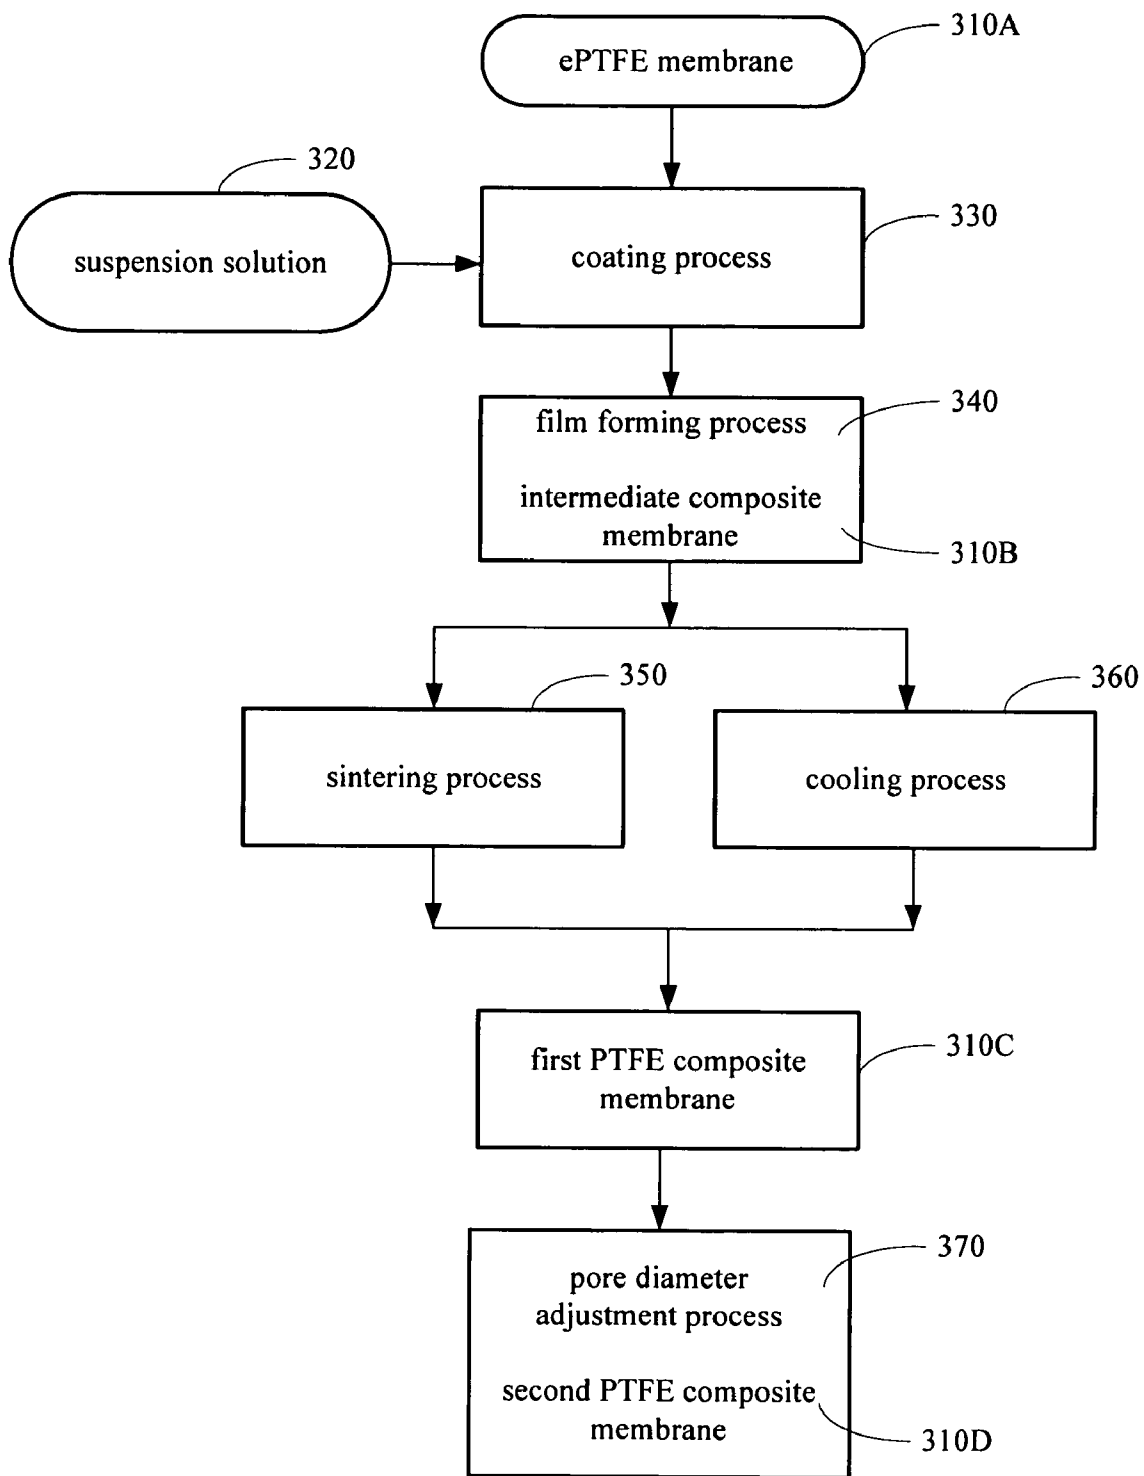 310A
ePTFE membrane
320
330
suspension solution
coating process
340
film forming process
intermediate composite
membrane
310B
350
360
sintering process
cooling process
310C
first PTFE composite
membrane
370
pore diameter
adjustment process
second PTFE composite
membrane
310D